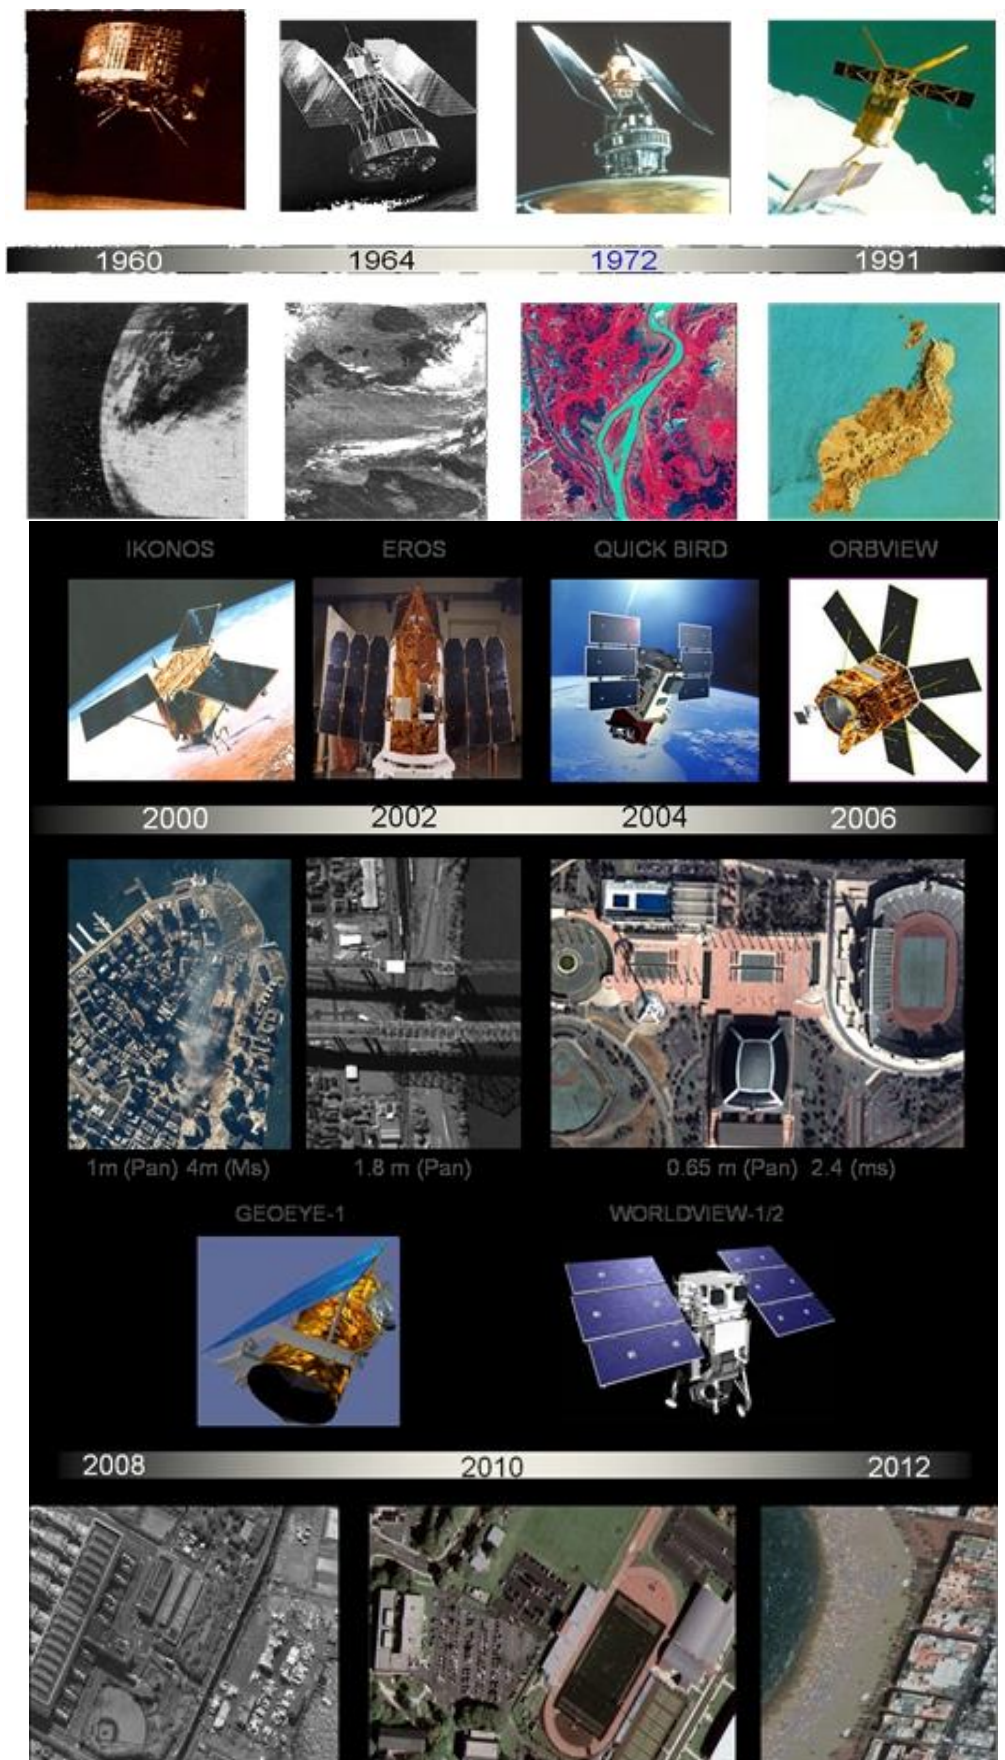 1960 1964 1972 1991
IKONOS EROS QUICK BIRD ORBVIEW
2000 2002 2004 2006
1m (Pan) 4m (Ms) 1.8 m (Pan) 0.65 m (Pan) 2.4 (ms)
GEOEYE-1 WORLDVIEW-1/2
2008 2010 2012